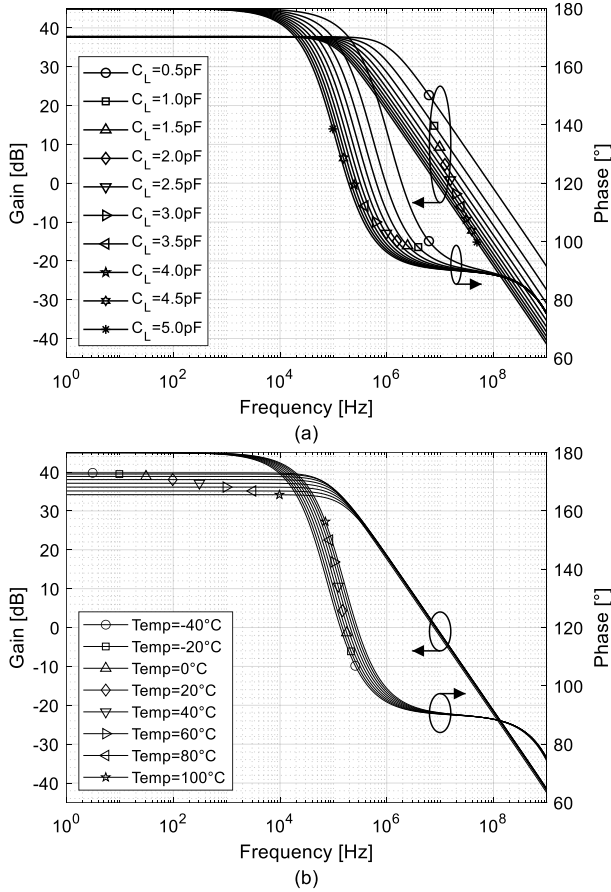 40
30
20
10
0
-10
-20
-30
-40
Gain [dB]
180
160
140
120
100
80
60
Phase [°]
C_L=0.5pF
C_L=1.0pF
C_L=1.5pF
C_L=2.0pF
C_L=2.5pF
C_L=3.0pF
C_L=3.5pF
C_L=4.0pF
C_L=4.5pF
C_L=5.0pF
10^0 10^2 10^4 10^6 10^8
Frequency [Hz]
(a)
40
30
20
10
0
-10
-20
-30
-40
Gain [dB]
180
160
140
120
100
80
60
Phase [°]
Temp=-40°C
Temp=-20°C
Temp=0°C
Temp=20°C
Temp=40°C
Temp=60°C
Temp=80°C
Temp=100°C
10^0 10^2 10^4 10^6 10^8
Frequency [Hz]
(b)